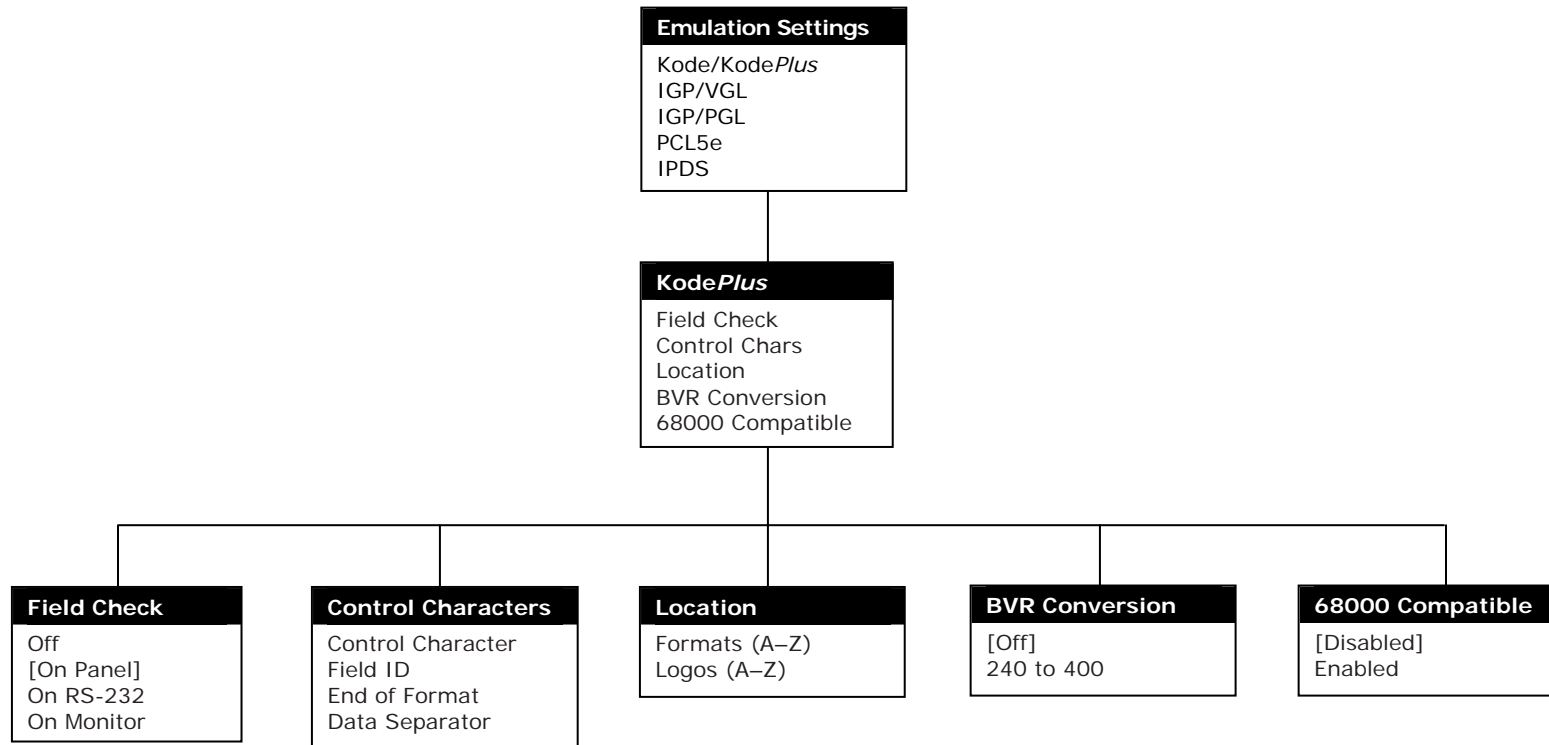 Emulation Settings
Kode/KodePlus
IGP/VGL
IGP/PGL
PCL5e
IPDS
KodePlus
Field Check
Control Chars
Location
BVR Conversion
68000 Compatible
Field Check
Off
[On Panel]
On RS-232
On Monitor
Control Characters
Control Character
Field ID
End of Format
Data Separator
Location
Formats (A–Z)
Logos (A–Z)
BVR Conversion
[Off]
240 to 400
68000 Compatible
[Disabled]
Enabled